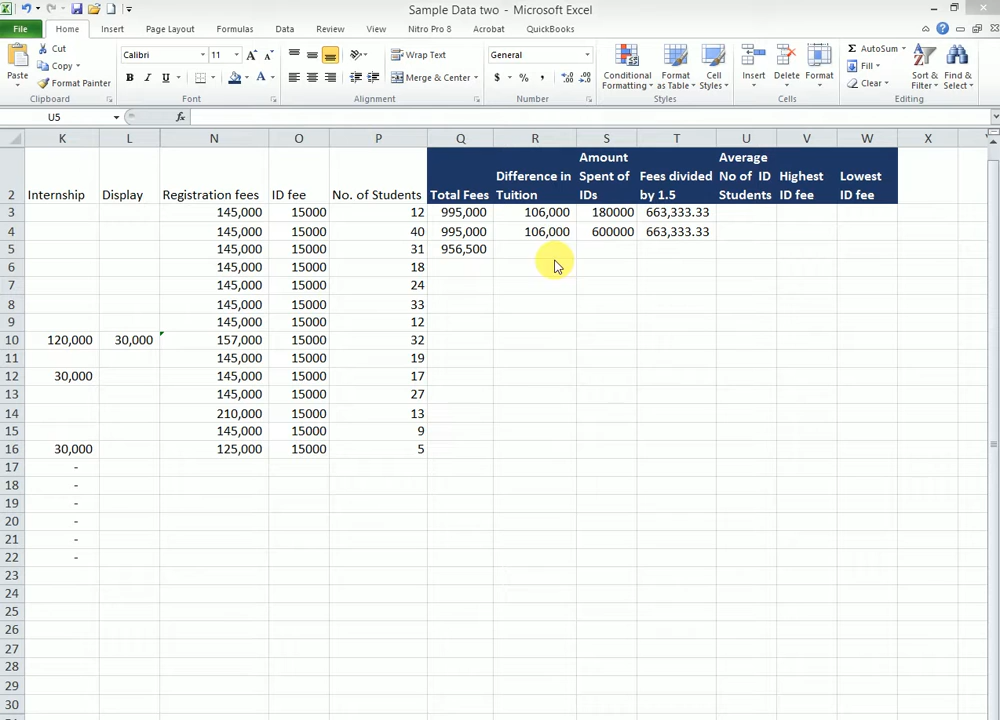 Sample Data two - Microsoft Excel
File Home Insert Page Layout Formulas Data Review View Nitro Pro 8 Acrobat QuickBooks
Cut Calibri 11 Wrap Text General AutoSum
Copy Fill
Paste Format Painter B I U A Merge & Center $ % , Conditional Formatting Format as Table Cell Styles Insert Delete Format Clear Sort & Filter Find & Select
Clipboard Font Alignment Number Styles Cells Editing
U5 fx
K L N O P Q R S T U V W X
2 Internship Display Registration fees ID fee No. of Students Total Fees Difference in Tuition Amount Spent of IDs Fees divided by 1.5 Average No of ID Students Highest ID fee Lowest ID fee
3 145,000 15000 12 995,000 106,000 180000 663,333.33
4 145,000 15000 40 995,000 106,000 600000 663,333.33
5 145,000 15000 31 956,500
6 145,000 15000 18
7 145,000 15000 24
8 145,000 15000 33
9 145,000 15000 12
10 120,000 30,000 157,000 15000 32
11 145,000 15000 19
12 30,000 145,000 15000 17
13 145,000 15000 27
14 210,000 15000 13
15 145,000 15000 9
16 30,000 125,000 15000 5
17 -
18 -
19 -
20 -
21 -
22 -
23
24
25
26
27
28
29
30